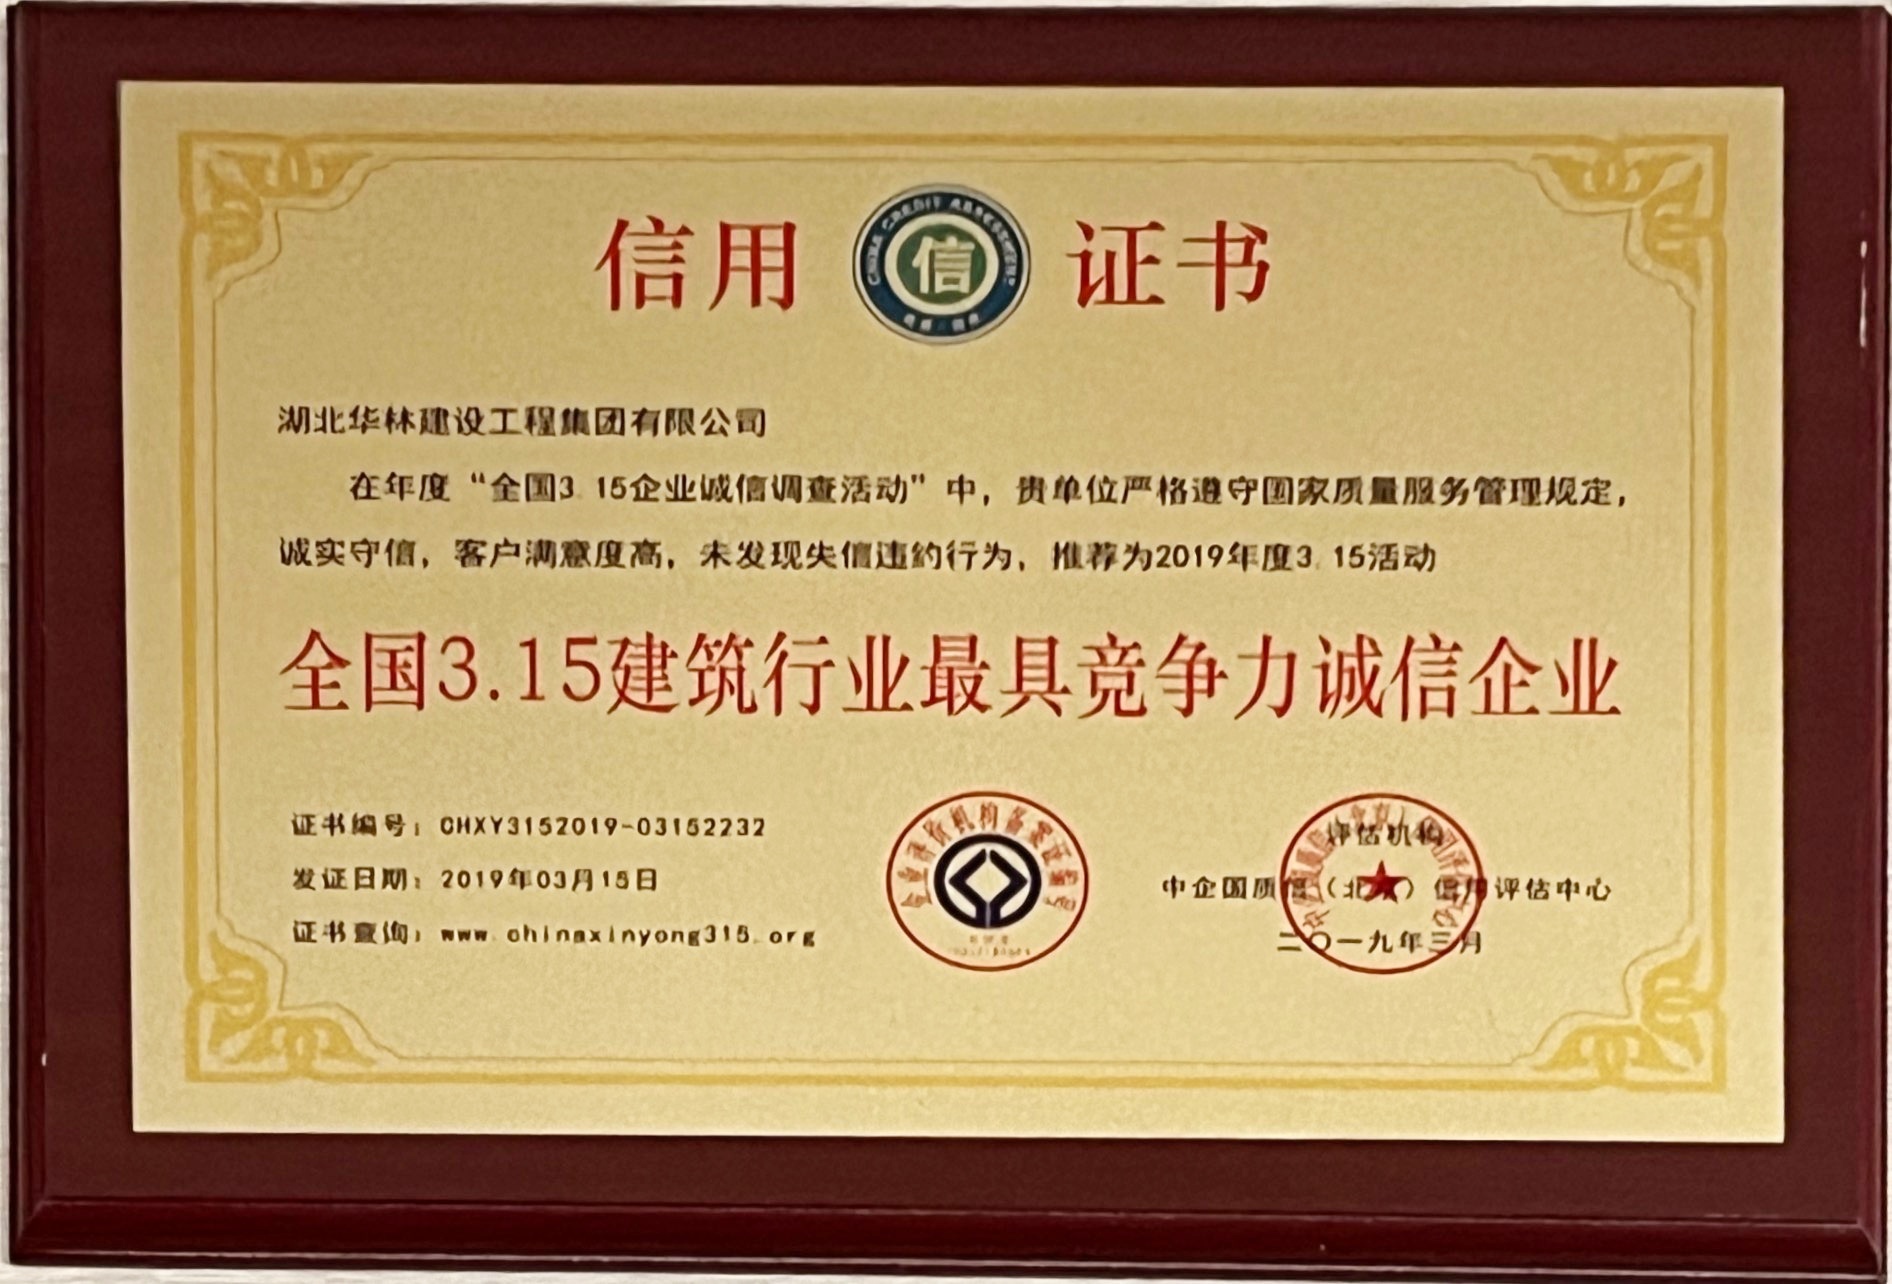 信用 信 证书
CHINA CREDIT ASSESSMENT
湖北华林建设工程集团有限公司
在年度“全国3.15企业诚信调查活动”中，贵单位严格遵守国家质量服务管理规定，
诚实守信，客户满意度高，未发现失信违约行为，推荐为2019年度3.15活动
全国3.15建筑行业最具竞争力诚信企业
证书编号：CHXY3152019-03152232
发证日期：2019年03月15日
证书查询：www.chinaxinyong315.org
评估机构
中企国质信（北京）信用评估中心
二〇一九年三月